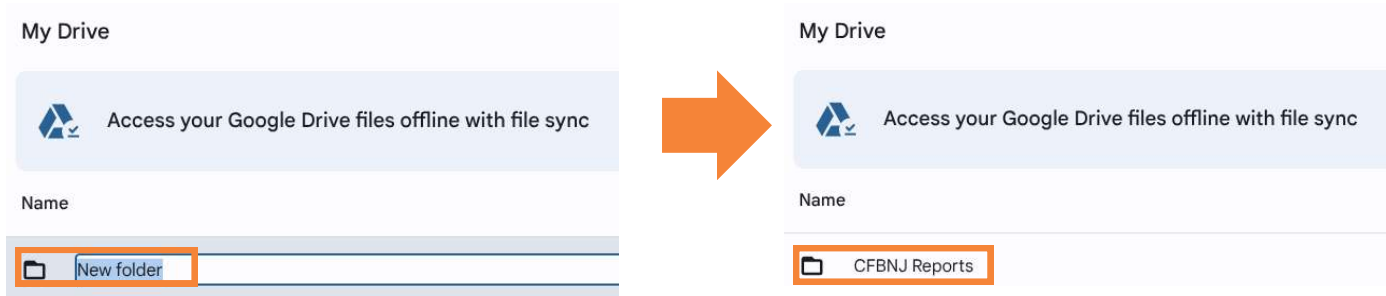 My Drive
Access your Google Drive files offline with file sync
Name
New folder
My Drive
Access your Google Drive files offline with file sync
Name
CFBNJ Reports